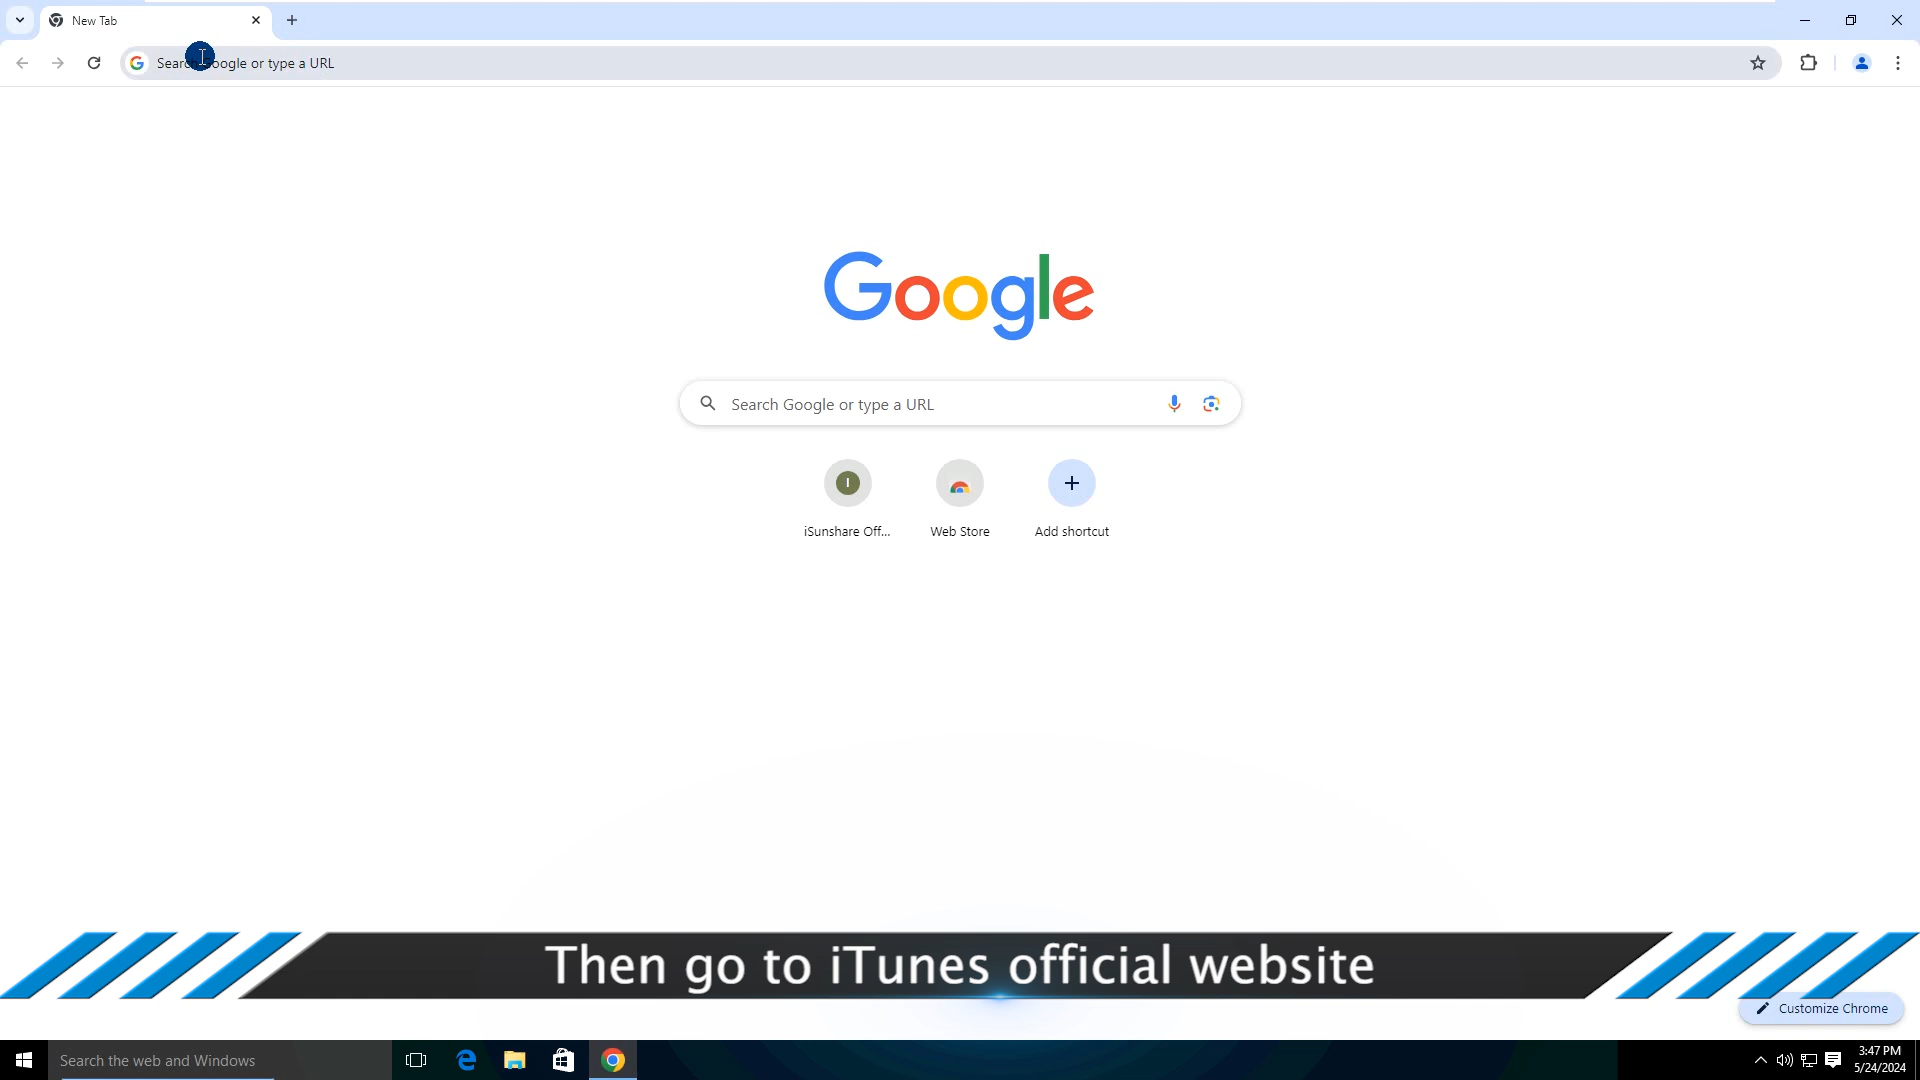 New Tab
Search Google or type a URL
Google
Search Google or type a URL
I
iSunshare Off...
Web Store
Add shortcut
Then go to iTunes official website
Customize Chrome
Search the web and Windows
3:47 PM
5/24/2024